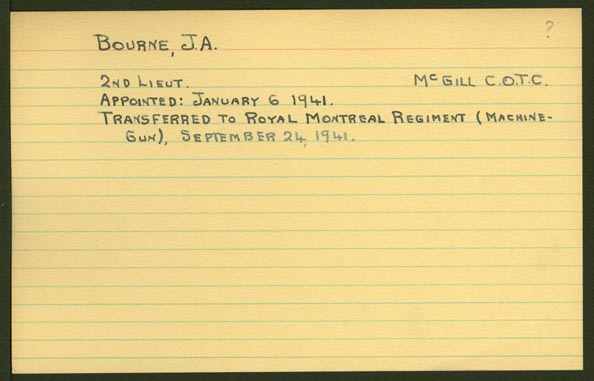 ?
BOURNE, J.A.
2ND LIEUT. McGILL C.O.T.C.
APPOINTED: JANUARY 6 1941.
TRANSFERRED TO ROYAL MONTREAL REGIMENT (MACHINE-
GUN), SEPTEMBER 24, 1941.